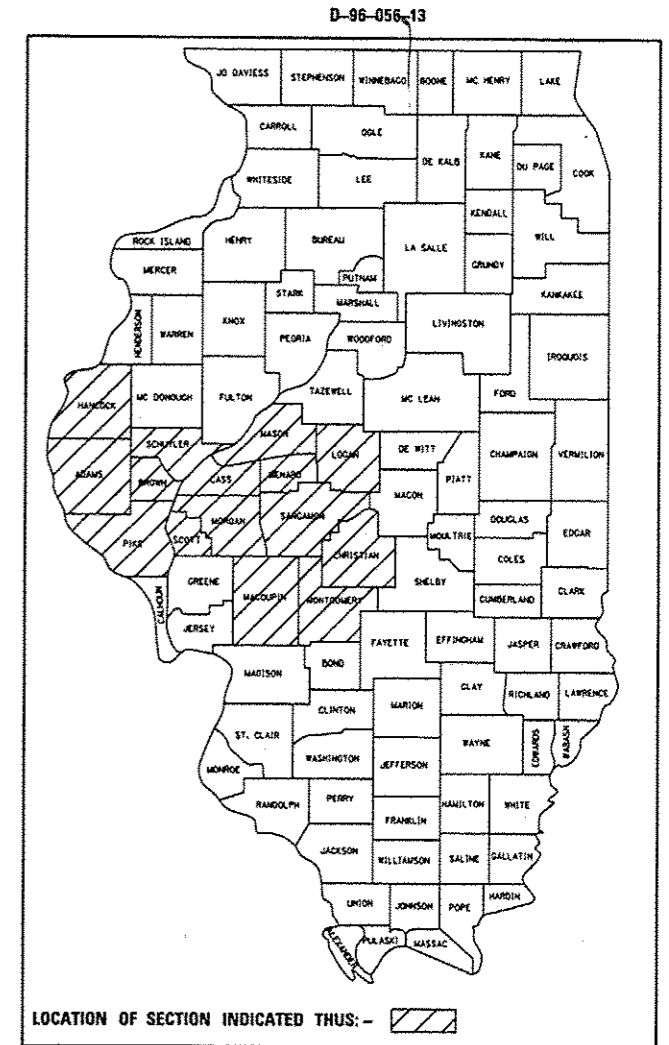 D-96-056-13
JO DAVIESS STEPHENSON WINNEBAGO BOONE MC HENRY LAKE
CARROLL OGLE DE KALB KANE DU PAGE COOK
WHITESIDE LEE KENDALL WILL
ROCK ISLAND HENRY BUREAU LA SALLE GRUNDY
MERCER PUTNAM KANKAKEE
STARK MARSHALL LIVINGSTON
HENDERSON WARREN KNOX PEORIA WOODFORD IROQUOIS
HANCOCK MC DONOUGH FULTON TAZEWELL MC LEAN FORD
SCHUYLER MASON LOGAN DE WITT CHAMPAIGN VERMILION
ADAMS BROWN CASS MENARD MACON PIATT
PIKE SCOTT MORGAN SANGAMON MOULTRIE DOUGLAS EDGAR
CHRISTIAN COLES
CALHOUN GREENE MACOUPIN MONTGOMERY SHELBY CUMBERLAND CLARK
JERSEY FAYETTE EFFINGHAM JASPER CRAWFORD
MADISON BOND CLAY RICHLAND LAWRENCE
CLINTON MARION
ST. CLAIR WASHINGTON WAYNE EDWARDS WABASH
MONROE JEFFERSON
RANDOLPH PERRY HAMILTON WHITE
FRANKLIN
JACKSON WILLIAMSON SALINE GALLATIN
UNION JOHNSON POPE HARDIN
ALEXANDER PULASKI MASSAC
LOCATION OF SECTION INDICATED THUS: -